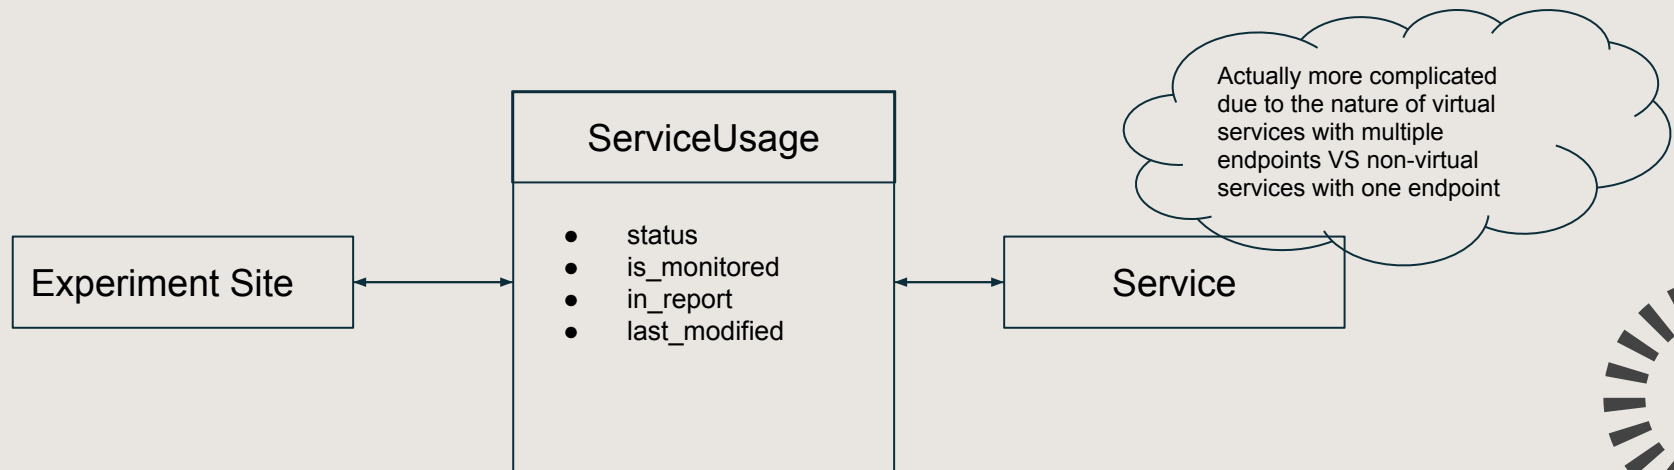 Actually more complicated
due to the nature of virtual
services with multiple
endpoints VS non-virtual
services with one endpoint
ServiceUsage
● status
● is_monitored
● in_report
● last_modified
Experiment Site
Service